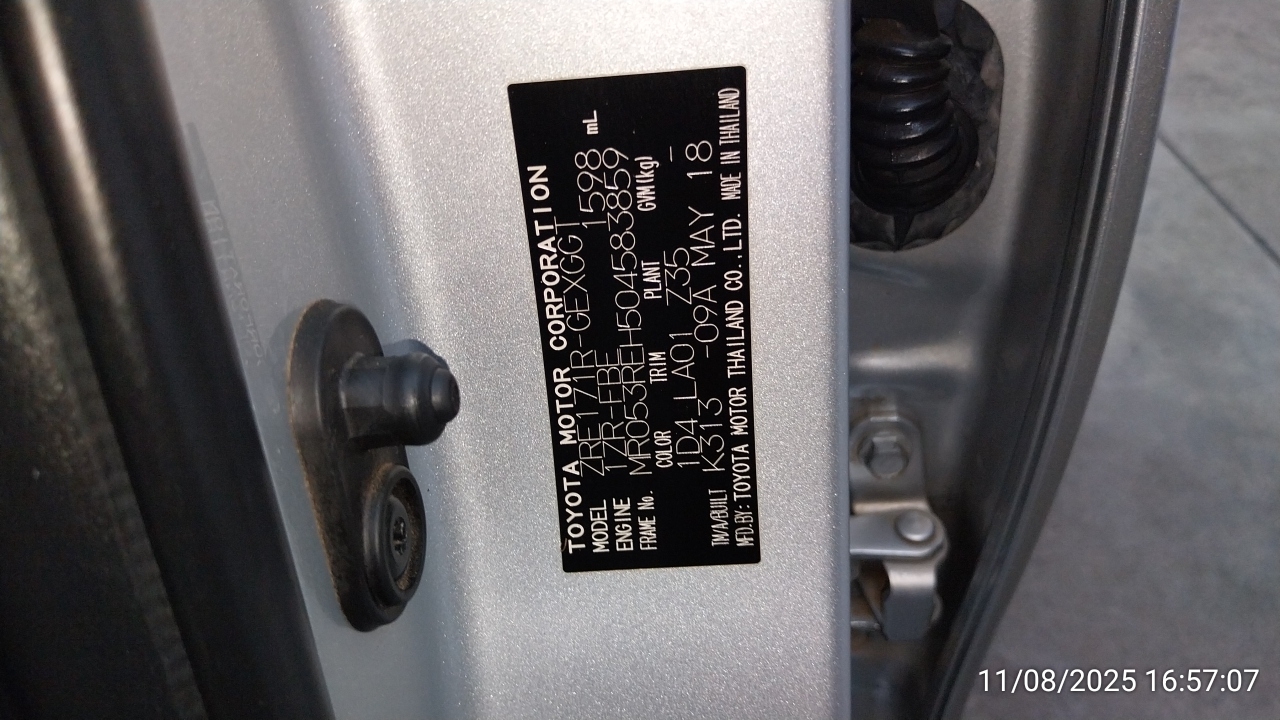 TOYOTA MOTOR CORPORATION
MODEL ZRE171R-GEXGGT
ENGINE 1ZR-FBE 1598 mL
FRAME No. MR053REH504583859
COLOR TRIM PLANT GVM(kg)
1D4 LA01 Z35 -
TM/A/BUILT K313 -09A MAY 18
MFD.BY: TOYOTA MOTOR THAILAND CO.,LTD. MADE IN THAILAND
11/08/2025 16:57:07